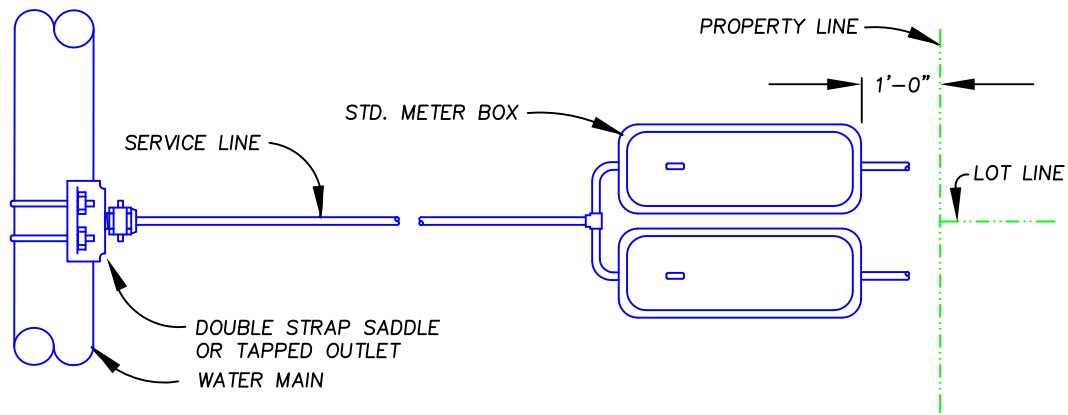 PROPERTY LINE
1'-0"
STD. METER BOX
SERVICE LINE
LOT LINE
DOUBLE STRAP SADDLE
OR TAPPED OUTLET
WATER MAIN